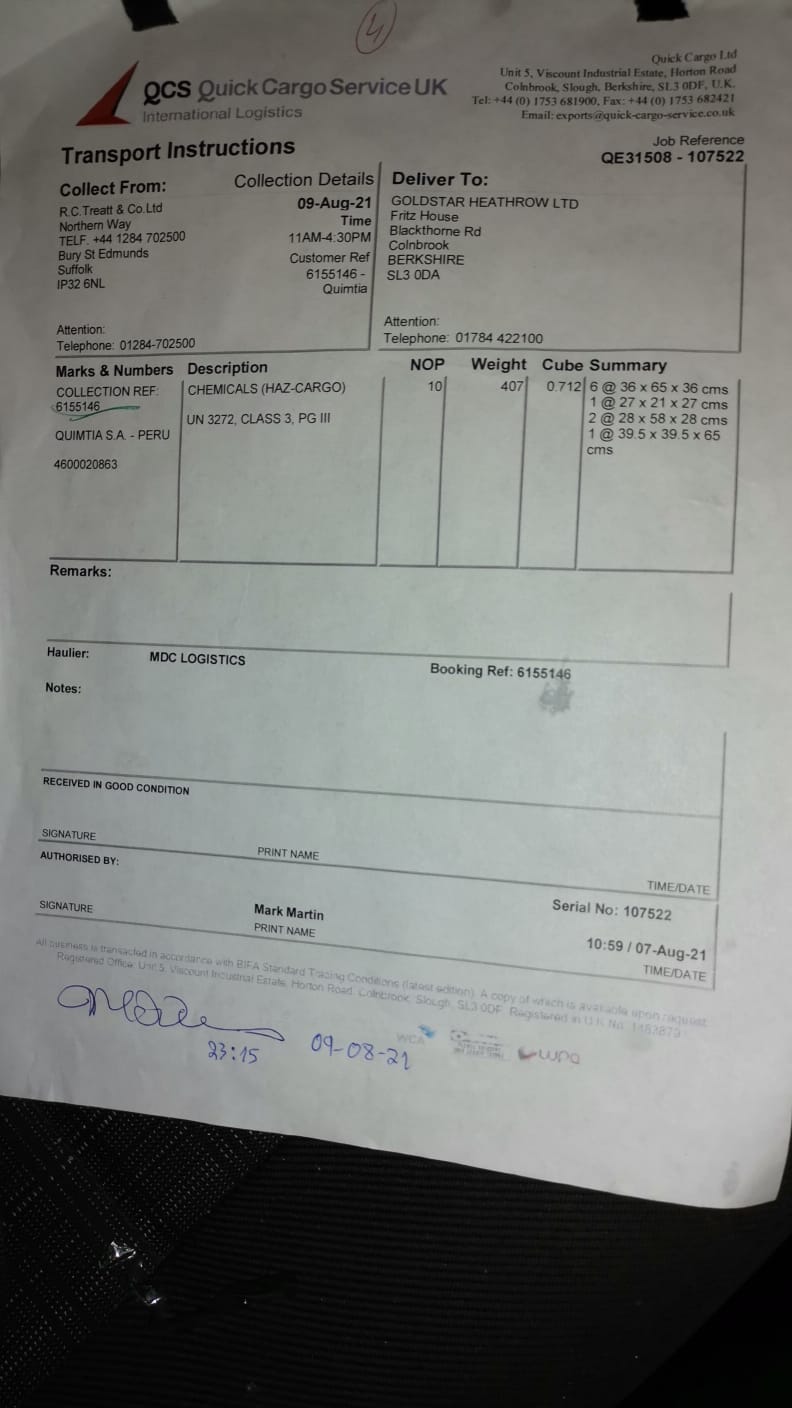 4
QCS Quick Cargo Service UK
International Logistics
Quick Cargo Ltd
Unit 5, Viscount Industrial Estate, Horton Road
Colnbrook, Slough, Berkshire, SL3 0DF, U.K.
Tel: +44 (0) 1753 681900, Fax: +44 (0) 1753 682421
Email: exports@quick-cargo-service.co.uk
Transport Instructions
Job Reference
QE31508 - 107522
Collect From:
R.C.Treatt & Co.Ltd
Northern Way
TELF. +44 1284 702500
Bury St Edmunds
Suffolk
IP32 6NL
Attention:
Telephone: 01284-702500
Collection Details
09-Aug-21
Time
11AM-4:30PM
Customer Ref
6155146 -
Quimtia
Deliver To:
GOLDSTAR HEATHROW LTD
Fritz House
Blackthorne Rd
Colnbrook
BERKSHIRE
SL3 0DA
Attention:
Telephone: 01784 422100
Marks & Numbers Description NOP Weight Cube Summary
COLLECTION REF: CHEMICALS (HAZ-CARGO) 10 407 0.712 6 @ 36 x 65 x 36 cms
6155146 1 @ 27 x 21 x 27 cms
UN 3272, CLASS 3, PG III 2 @ 28 x 58 x 28 cms
QUIMTIA S.A. - PERU 1 @ 39.5 x 39.5 x 65
cms
4600020863
Remarks:
Haulier: MDC LOGISTICS Booking Ref: 6155146
Notes:
RECEIVED IN GOOD CONDITION
SIGNATURE PRINT NAME TIME/DATE
AUTHORISED BY:
Serial No: 107522
SIGNATURE Mark Martin 10:59 / 07-Aug-21
PRINT NAME TIME/DATE
All business is transacted in accordance with BIFA Standard Trading Conditions (latest edition). A copy of which is available upon request.
Registered Office: Unit 5, Viscount Industrial Estate, Horton Road, Colnbrook, Slough, SL3 0DF. Registered in U.K. No.
23:15 09-08-21
WCA
wpa